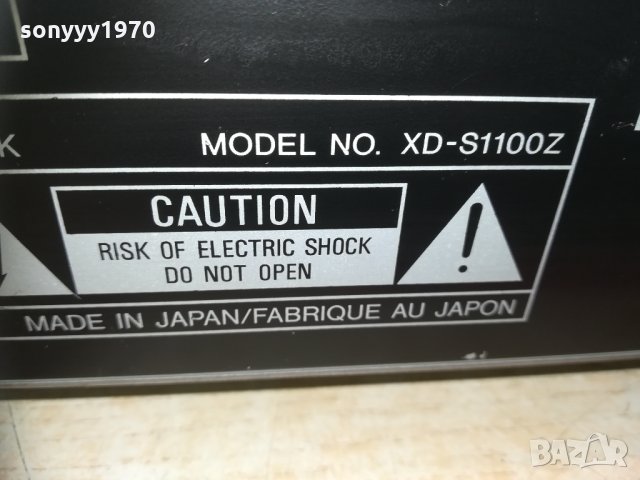 sonyyy1970
K MODEL NO. XD-S1100Z
CAUTION
RISK OF ELECTRIC SHOCK
DO NOT OPEN
!
MADE IN JAPAN/FABRIQUE AU JAPON
BAZAR